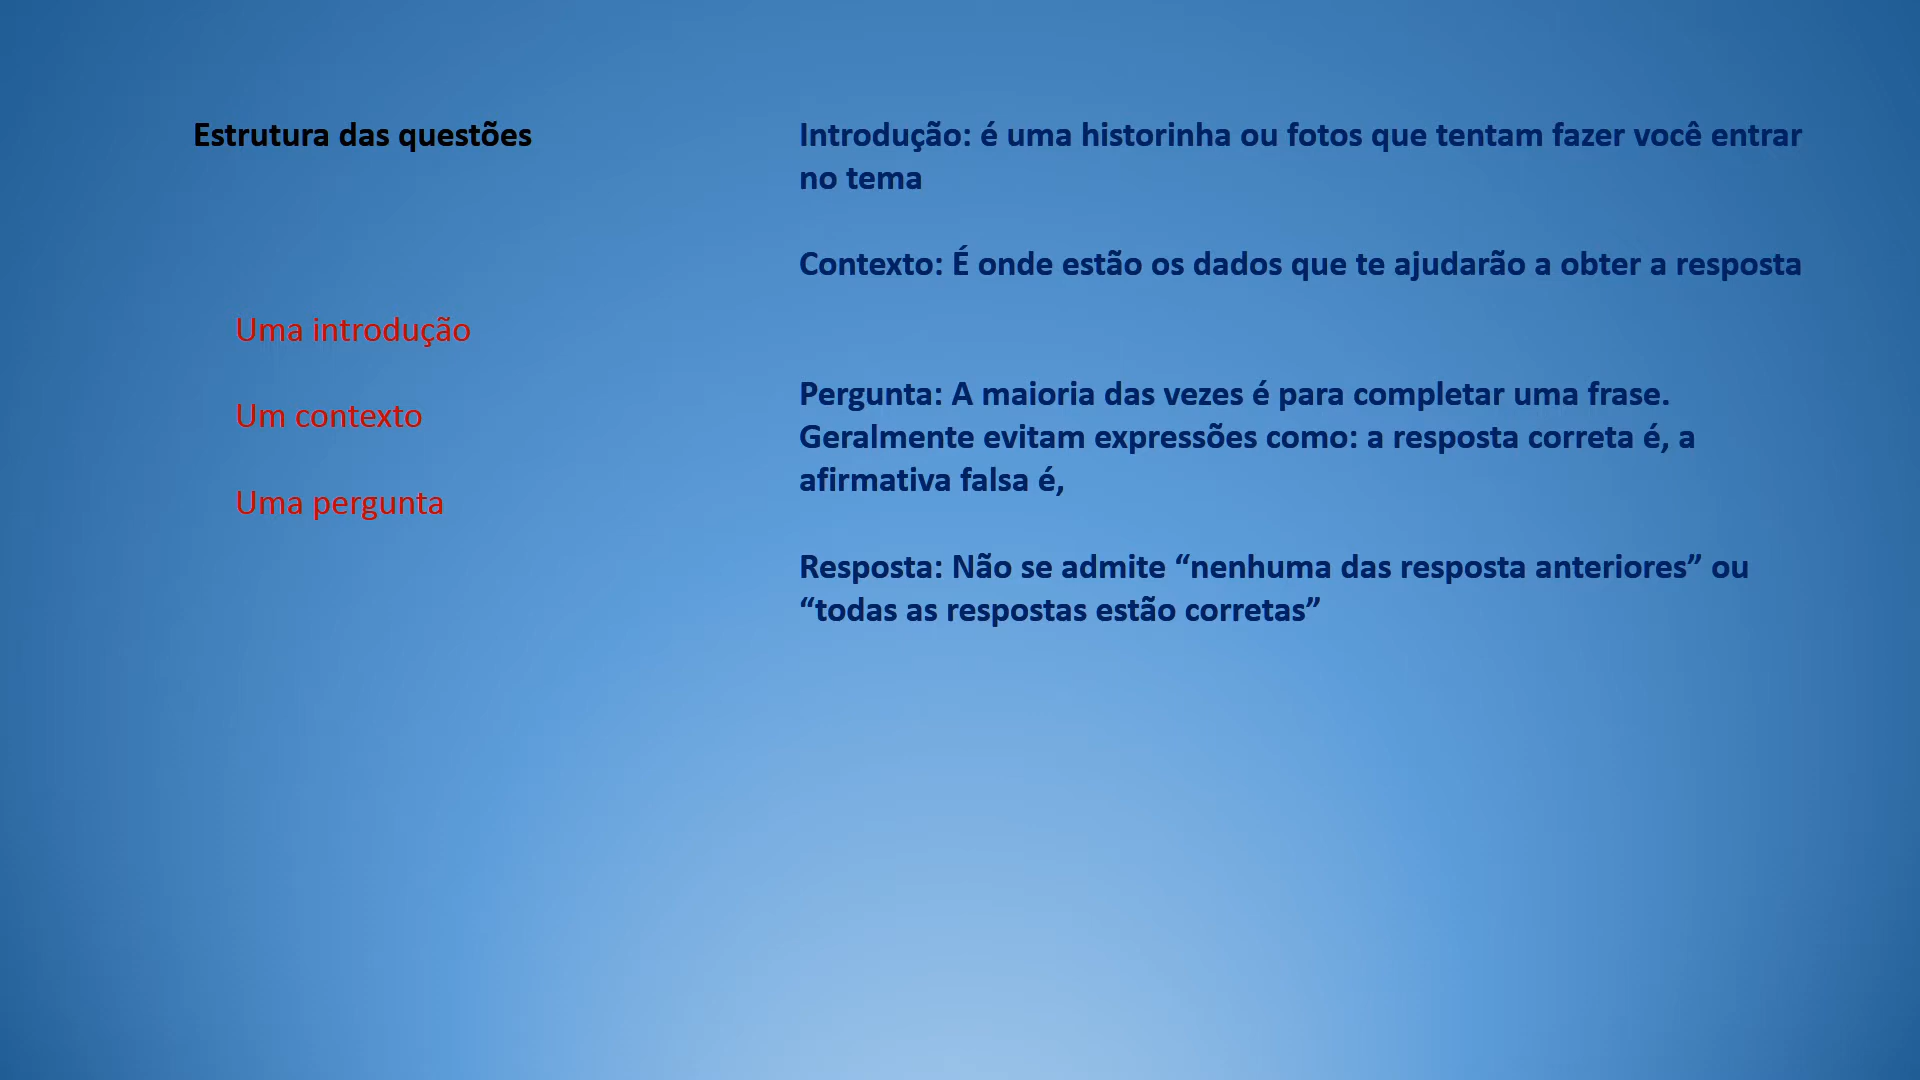 Estrutura das questões
Uma introdução
Um contexto
Uma pergunta
Introdução: é uma historinha ou fotos que tentam fazer você entrar
no tema
Contexto: É onde estão os dados que te ajudarão a obter a resposta
Pergunta: A maioria das vezes é para completar uma frase.
Geralmente evitam expressões como: a resposta correta é, a
afirmativa falsa é,
Resposta: Não se admite “nenhuma das resposta anteriores” ou
“todas as respostas estão corretas”